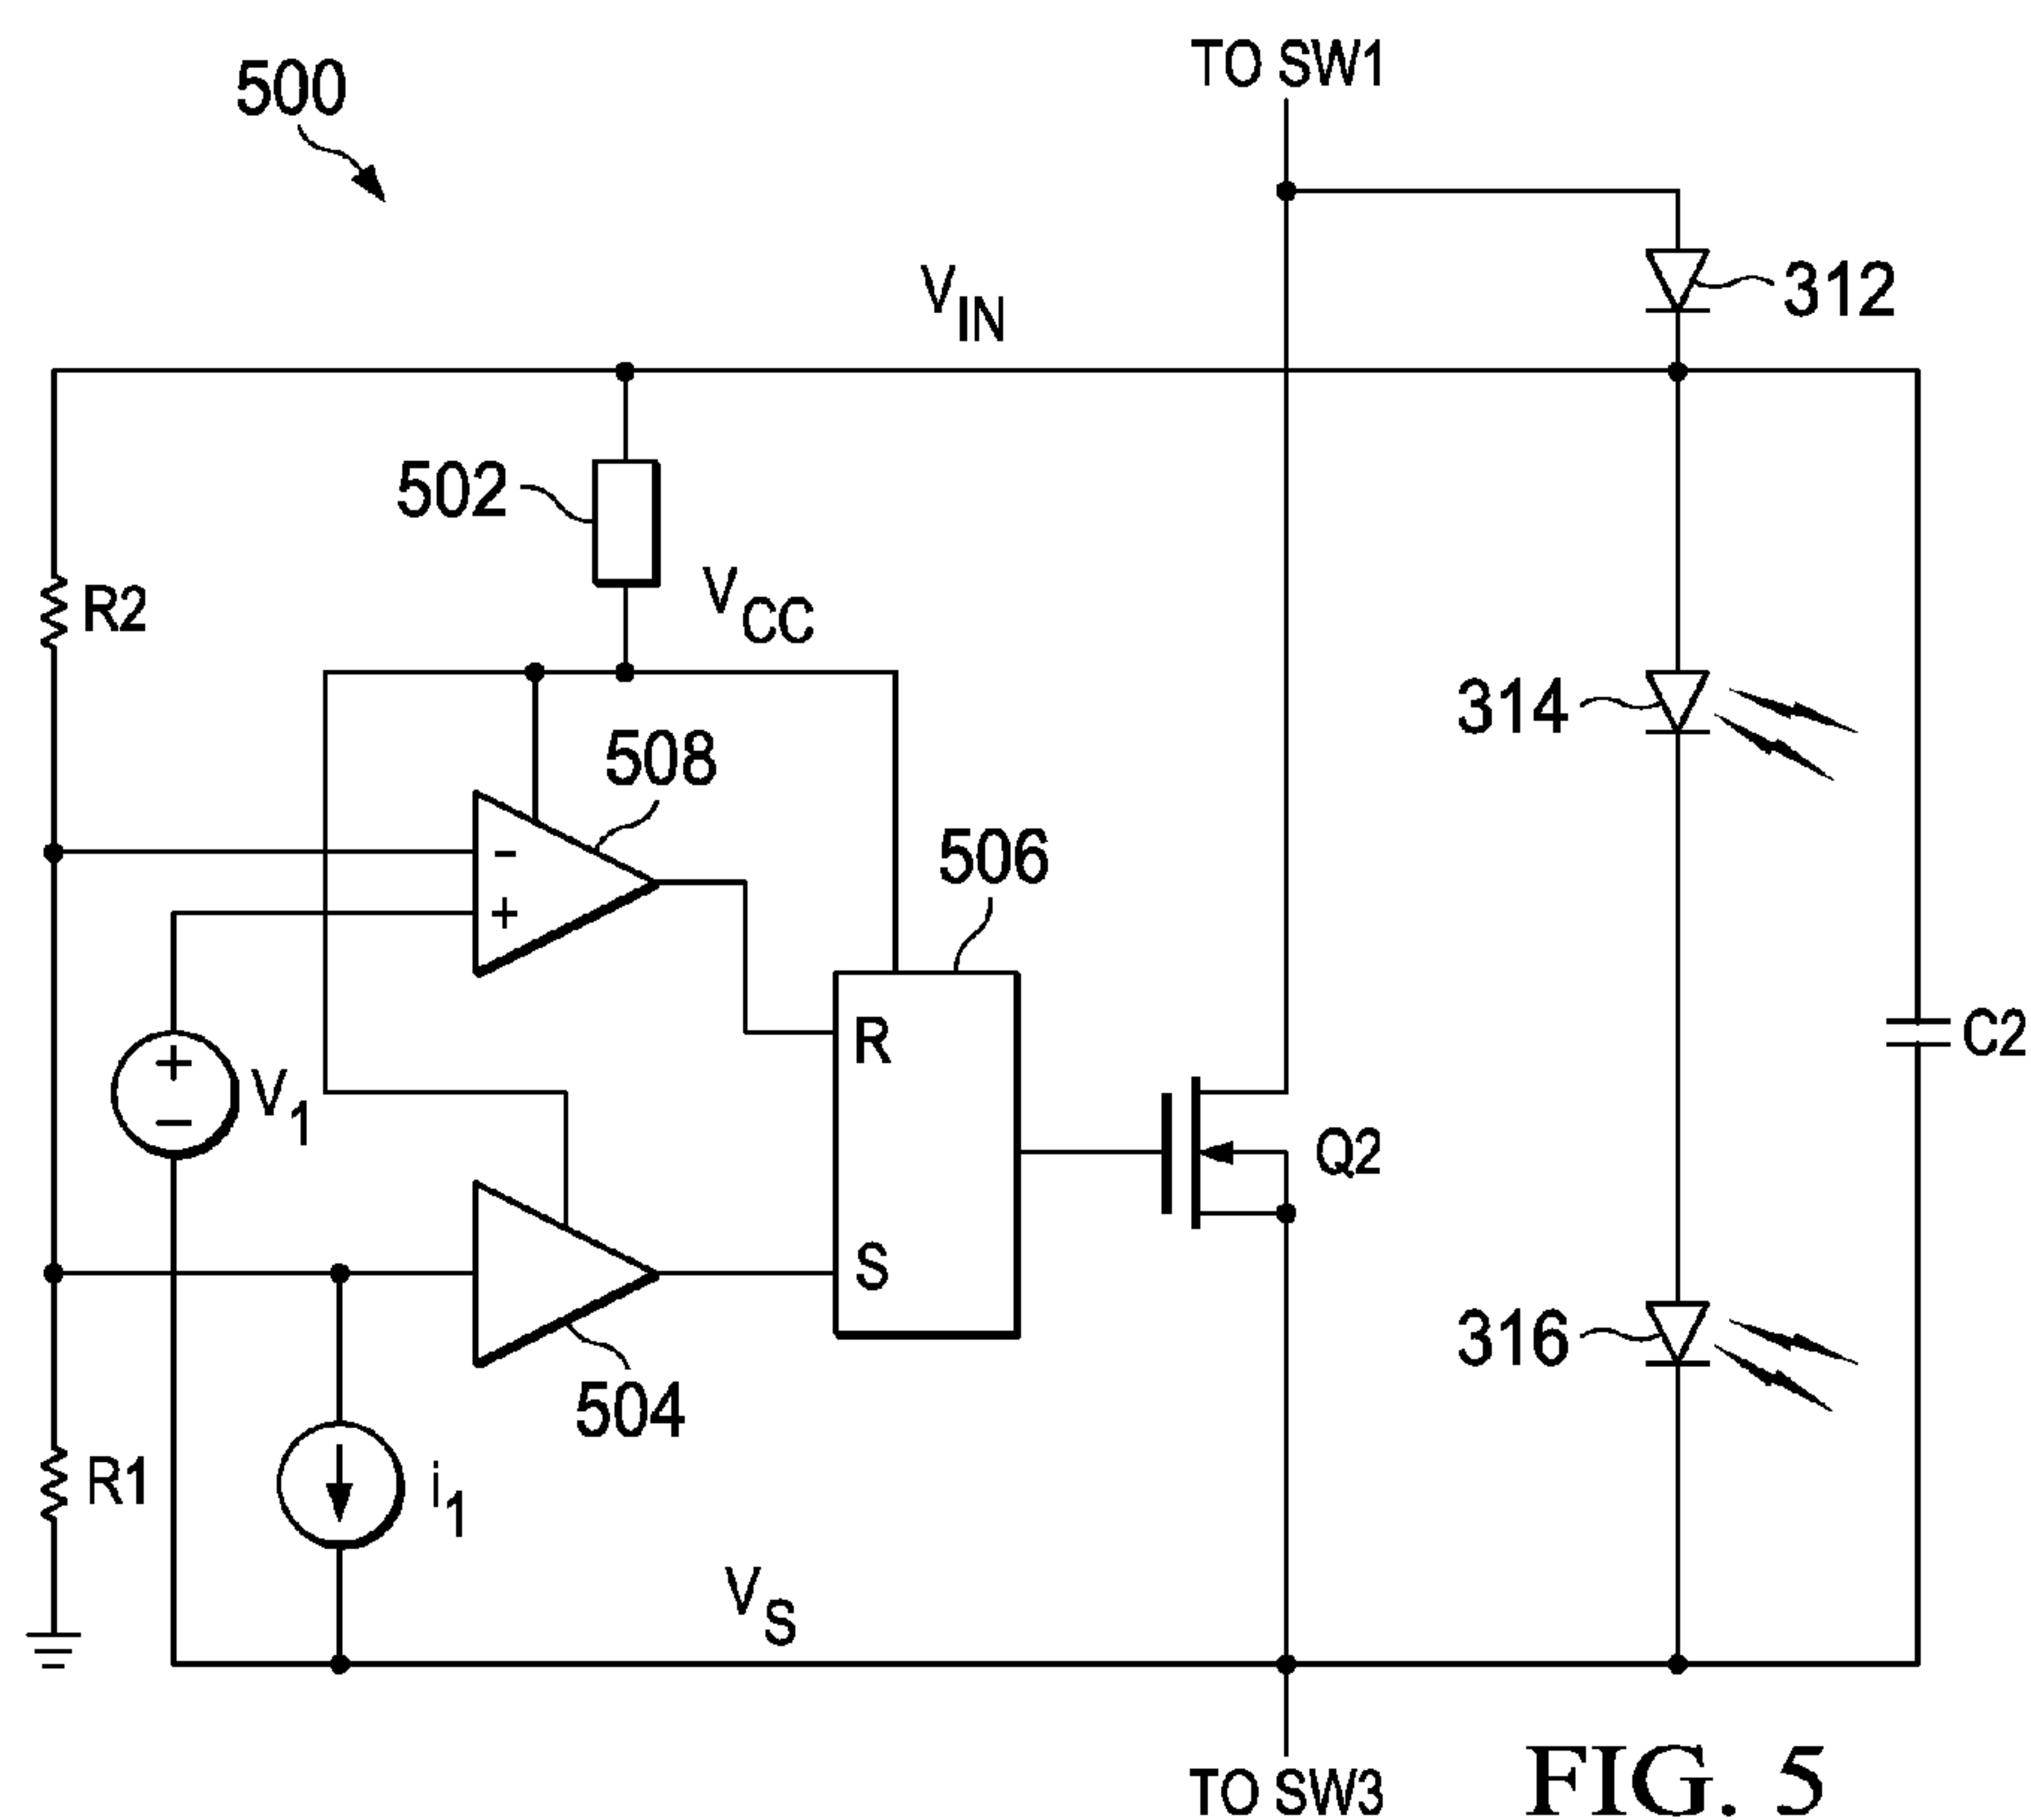 TO SW1
500
312
VIN
502
R2
VCC
314
508
-
+
506
R
+
-
V1
C2
Q2
S
316
504
R1
i1
VS
TO SW3
FIG. 5